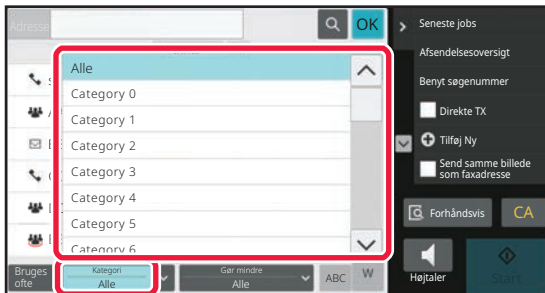 Adresse
OK
Alle
Category 0
Category 1
Category 2
Category 3
Category 4
Category 5
Category 6
Bruges ofte
Kategori
Alle
Gør mindre
Alle
ABC
W
Seneste jobs
Afsendelsesoversigt
Benyt søgenummer
Direkte TX
Tilføj Ny
Send samme billede
som faxadresse
Forhåndsvis
CA
Højtaler
Start